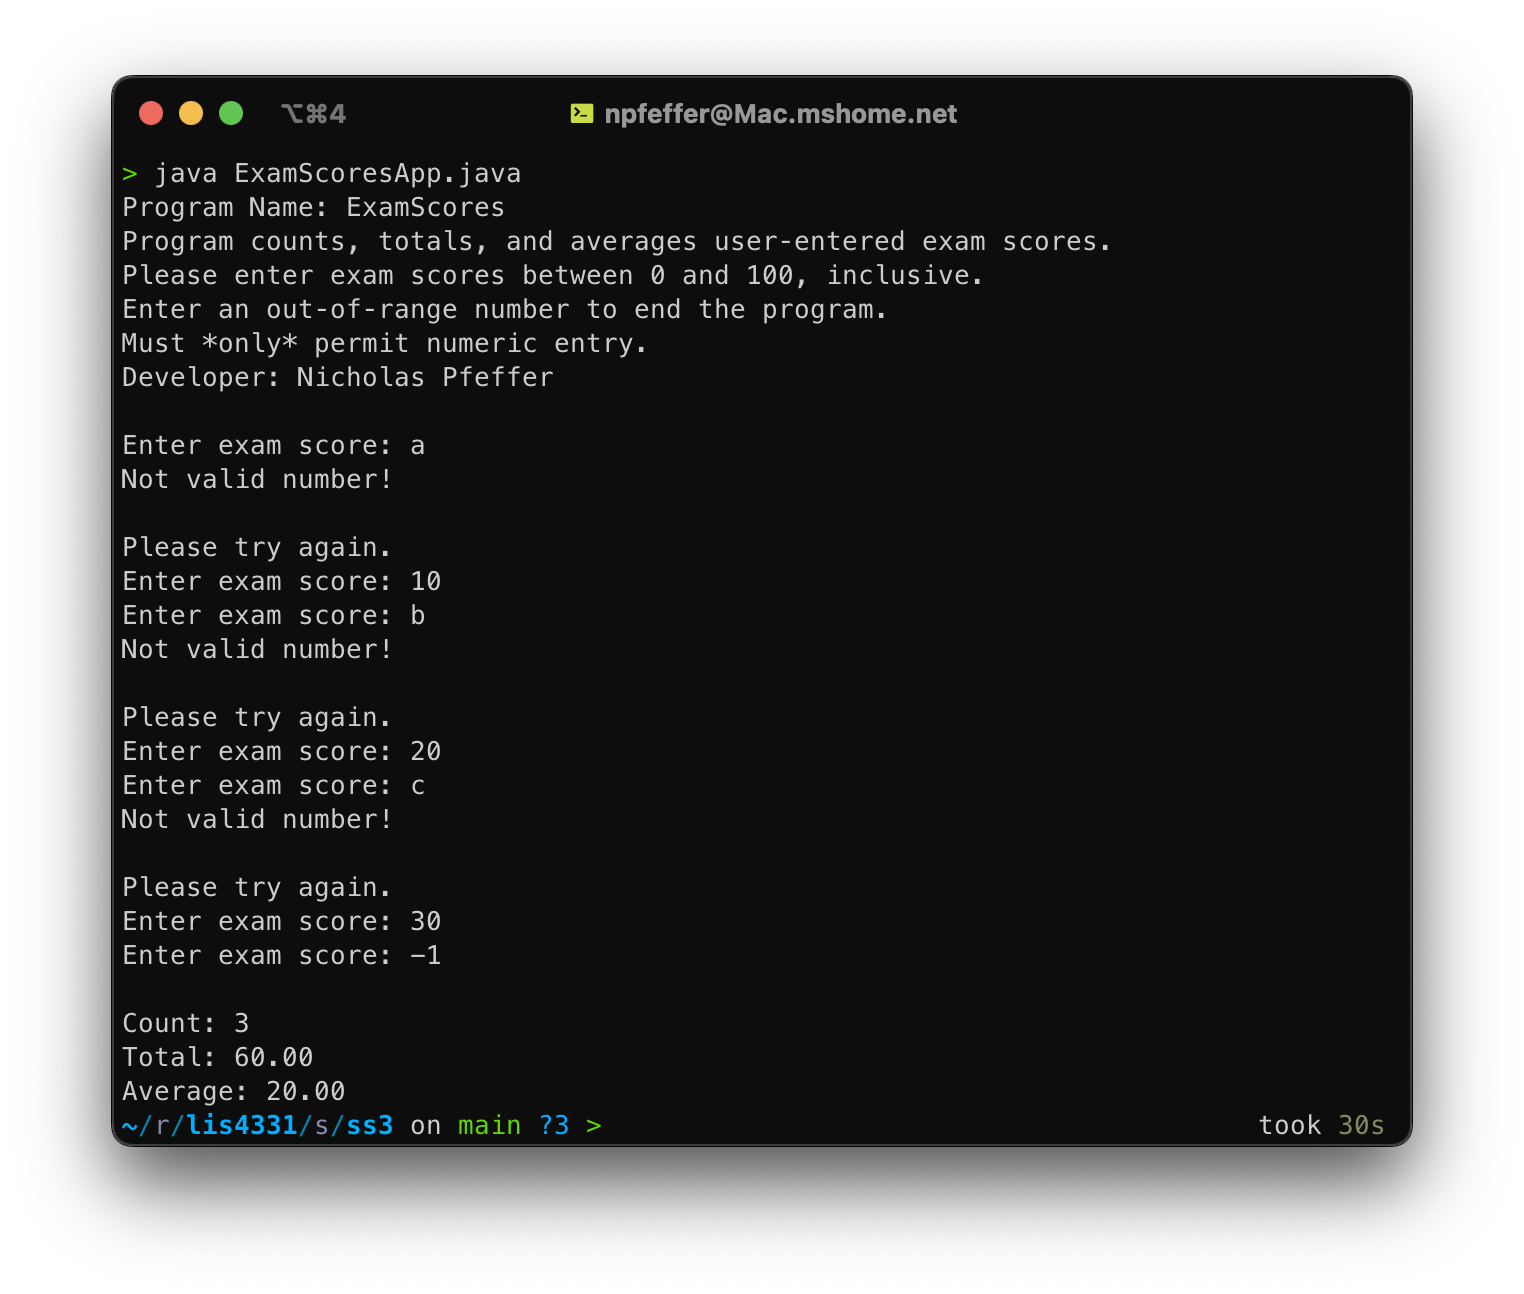 ⌥⌘4
npfeffer@Mac.mshome.net
> java ExamScoresApp.java
Program Name: ExamScores
Program counts, totals, and averages user-entered exam scores.
Please enter exam scores between 0 and 100, inclusive.
Enter an out-of-range number to end the program.
Must *only* permit numeric entry.
Developer: Nicholas Pfeffer
Enter exam score: a
Not valid number!
Please try again.
Enter exam score: 10
Enter exam score: b
Not valid number!
Please try again.
Enter exam score: 20
Enter exam score: c
Not valid number!
Please try again.
Enter exam score: 30
Enter exam score: -1
Count: 3
Total: 60.00
Average: 20.00
~/r/lis4331/s/ss3 on main ?3 > took 30s